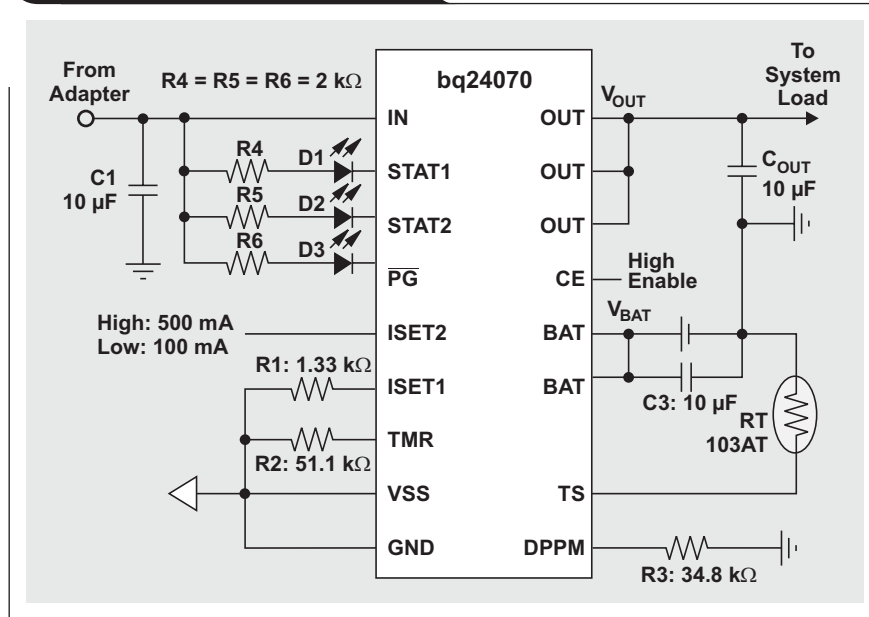 From
Adapter
R4 = R5 = R6 = 2 kΩ
bq24070
To
System
Load
VOUT
IN
OUT
R4
D1
STAT1
OUT
C1
10 µF
R5
D2
STAT2
OUT
COUT
10 µF
R6
D3
PG
CE
High
Enable
High: 500 mA
Low: 100 mA
ISET2
VBAT
BAT
R1: 1.33 kΩ
ISET1
BAT
C3: 10 µF
RT
103AT
TMR
R2: 51.1 kΩ
VSS
TS
GND
DPPM
R3: 34.8 kΩ